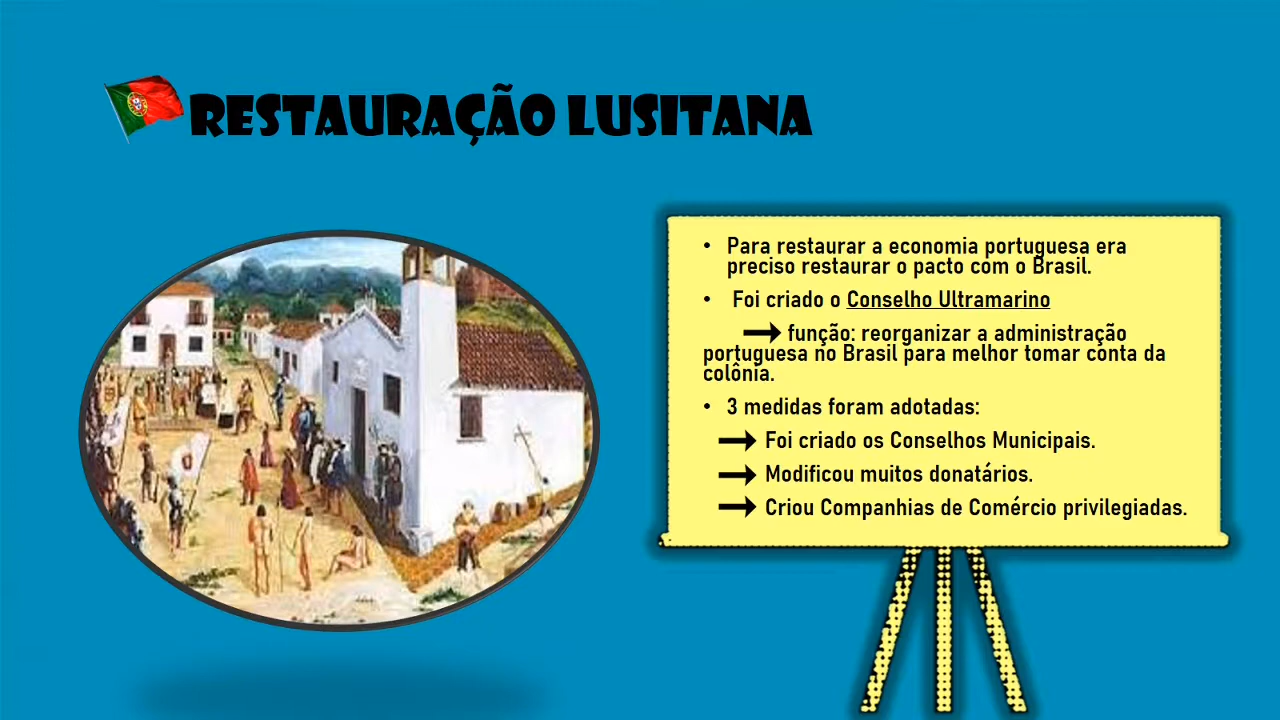 RESTAURAÇÃO LUSITANA
• Para restaurar a economia portuguesa era
preciso restaurar o pacto com o Brasil.
• Foi criado o Conselho Ultramarino
→ função: reorganizar a administração
portuguesa no Brasil para melhor tomar conta da
colônia.
• 3 medidas foram adotadas:
→ Foi criado os Conselhos Municipais.
→ Modificou muitos donatários.
→ Criou Companhias de Comércio privilegiadas.